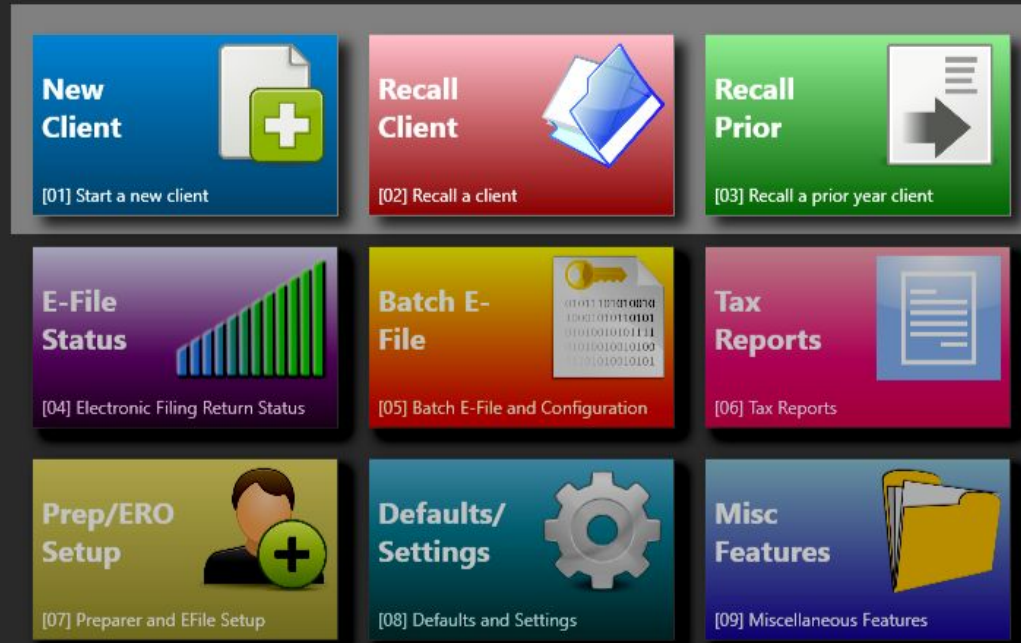 New
Client
[01] Start a new client
Recall
Client
[02] Recall a client
Recall
Prior
[03] Recall a prior year client
E-File
Status
[04] Electronic Filing Return Status
Batch E-
File
01010010101111
[05] Batch E-File and Configuration
Tax
Reports
[06] Tax Reports
Prep/ERO
Setup
[07] Preparer and EFile Setup
Defaults/
Settings
[08] Defaults and Settings
Misc
Features
[09] Miscellaneous Features